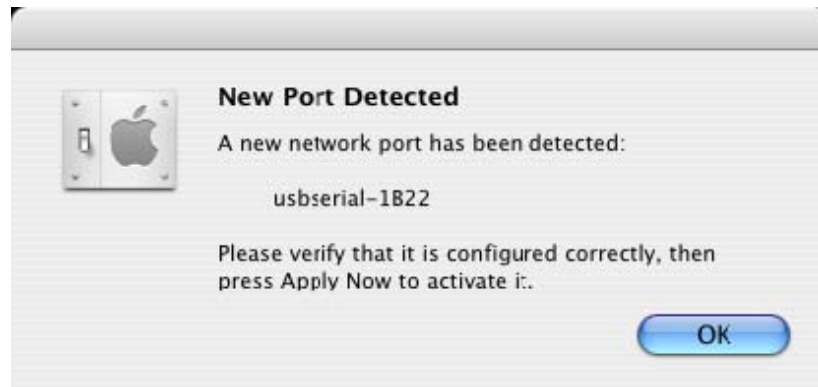 New Port Detected
A new network port has been detected:
usbserial-1B22
Please verify that it is configured correctly, then
press Apply Now to activate it.
OK